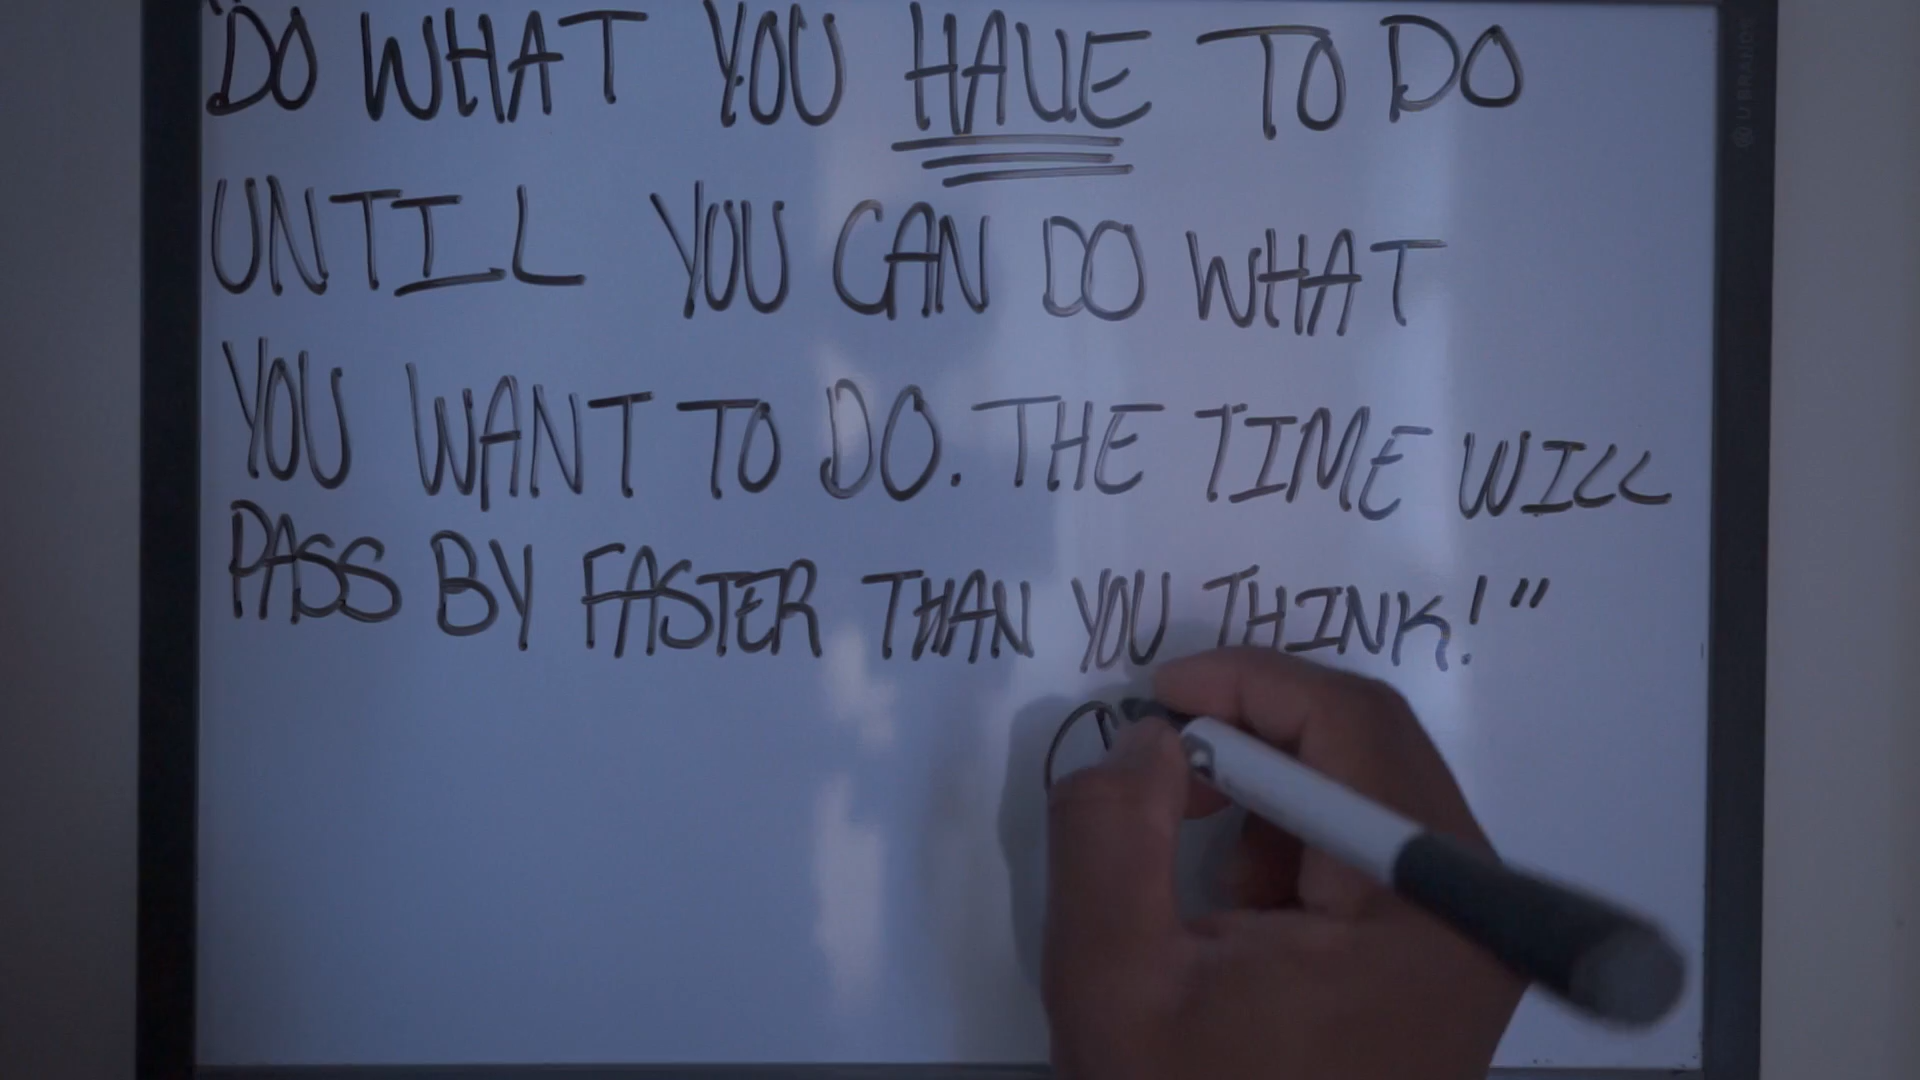 "DO WHAT YOU HAVE TO DO
UNTIL YOU CAN DO WHAT
YOU WANT TO DO. THE TIME WILL
PASS BY FASTER THAN YOU THINK!"
U BRANDS